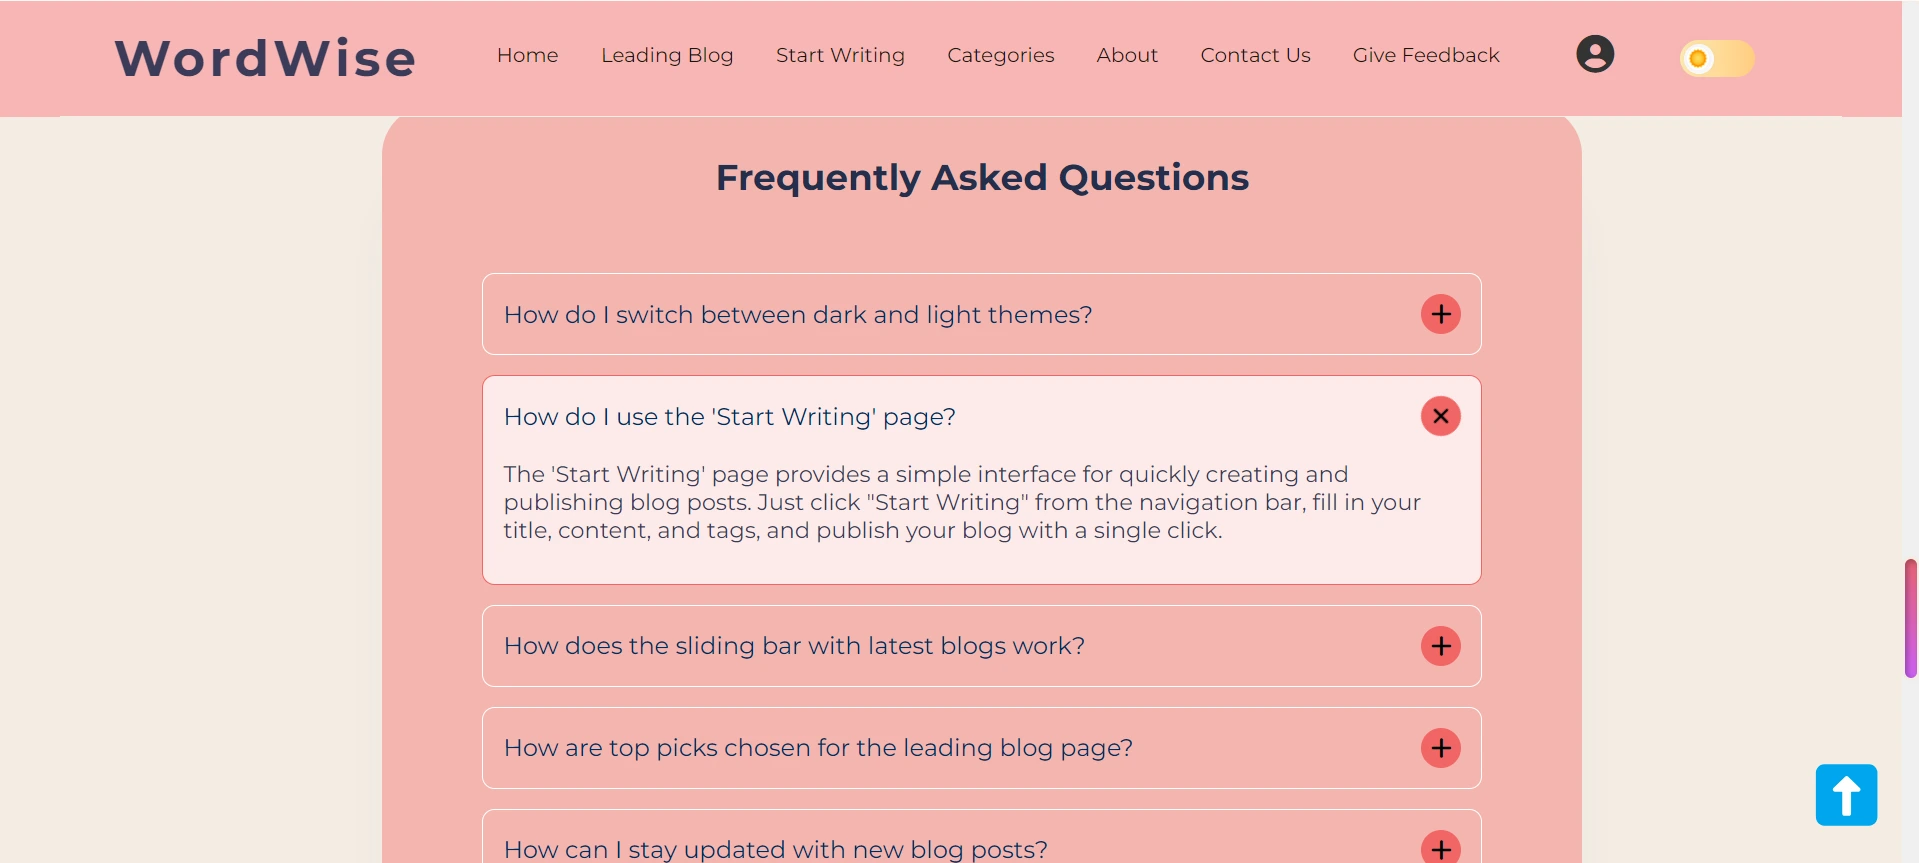 WordWise
Home Leading Blog Start Writing Categories About Contact Us Give Feedback
Frequently Asked Questions
How do I switch between dark and light themes?
How do I use the 'Start Writing' page?
The 'Start Writing' page provides a simple interface for quickly creating and
publishing blog posts. Just click "Start Writing" from the navigation bar, fill in your
title, content, and tags, and publish your blog with a single click.
How does the sliding bar with latest blogs work?
How are top picks chosen for the leading blog page?
How can I stay updated with new blog posts?